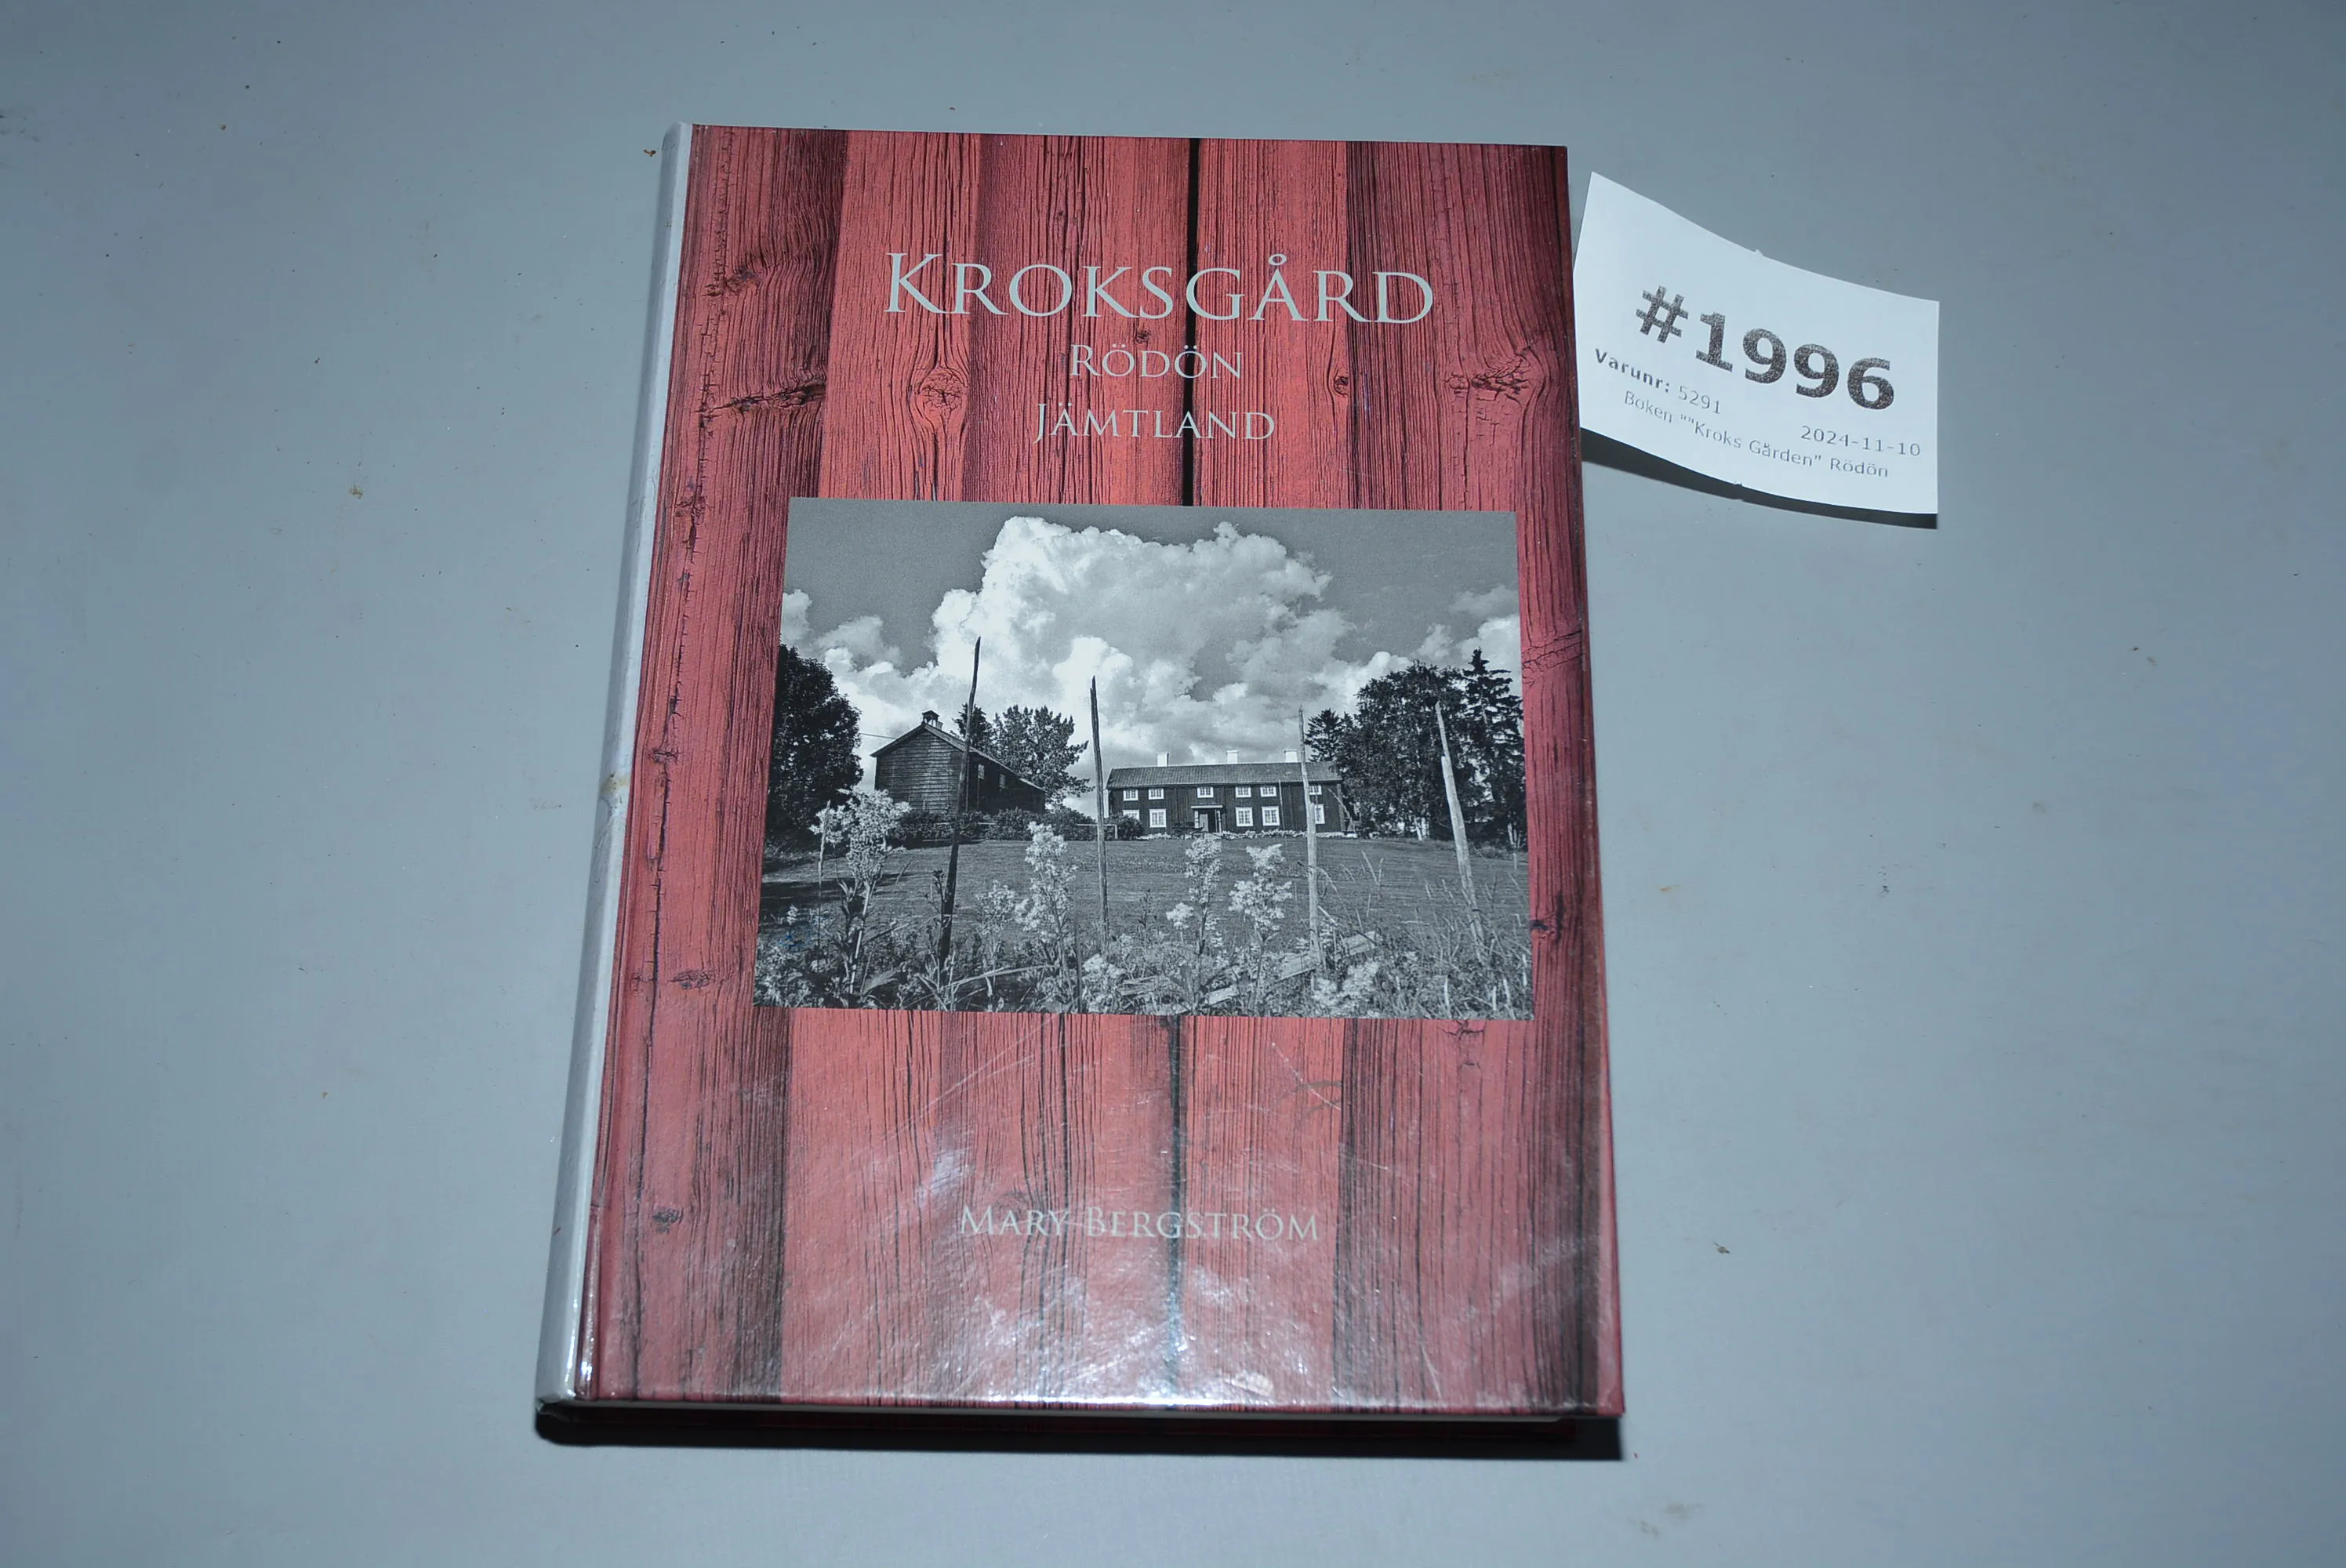 KROKSGÅRD
RÖDÖN
JÄMTLAND
MARY BERGSTRÖM
#1996
Varunr: 5291
2024-11-10
Boken ""Kroks Gården" Rödön